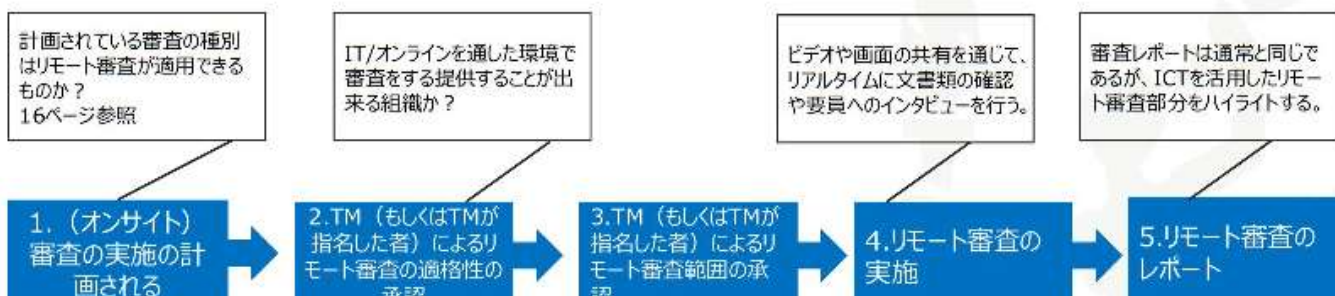 計画されている審査の種別
はリモート審査が適用できる
ものか？
16ページ参照
IT/オンラインを通した環境で
審査をする提供することが出
来る組織か？
ビデオや画面の共有を通じて、
リアルタイムに文書類の確認
や要員へのインタビューを行う。
審査レポートは通常と同じで
あるが、ICTを活用したリモー
ト審査部分をハイライトする。
1.（オンサイト）
審査の実施の計
画される
2.TM（もしくはTMが
指名した者）によるリ
モート審査の適格性の
承認
3.TM（もしくはTMが
指名した者）によるリ
モート審査範囲の承
認
4.リモート審査の
実施
5.リモート審査の
レポート